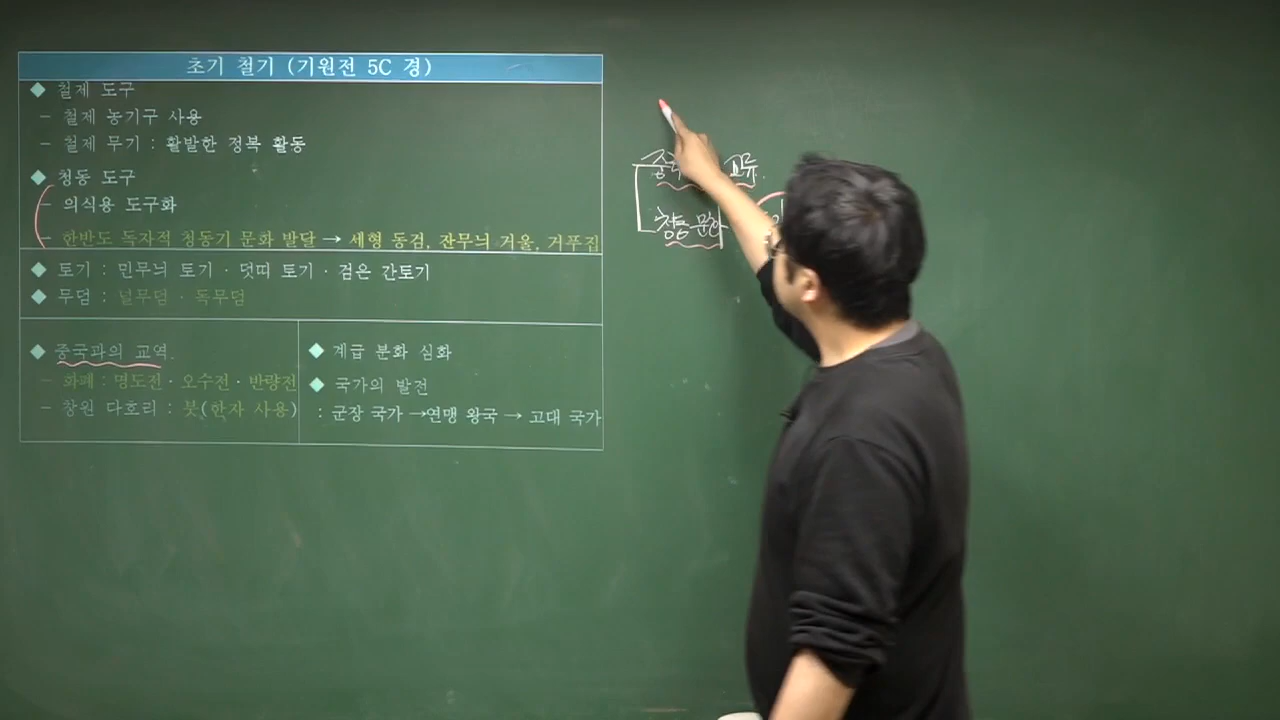 초기 철기 (기원전 5C 경)
◆ 철제 도구
- 철제 농기구 사용
- 철제 무기 : 활발한 정복 활동
◆ 청동 도구
- 의식용 도구화
- 한반도 독자적 청동기 문화 발달 → 세형 동검, 잔무늬 거울, 거푸집
◆ 토기 : 민무늬 토기 · 덧띠 토기 · 검은 간토기
◆ 무덤 : 널무덤 · 독무덤
◆ 중국과의 교역.
- 화폐 : 명도전 · 오수전 · 반량전
- 창원 다호리 : 붓(한자 사용)
◆ 계급 분화 심화
◆ 국가의 발전
: 군장 국가 → 연맹 왕국 → 고대 국가
교류.
청동 문화